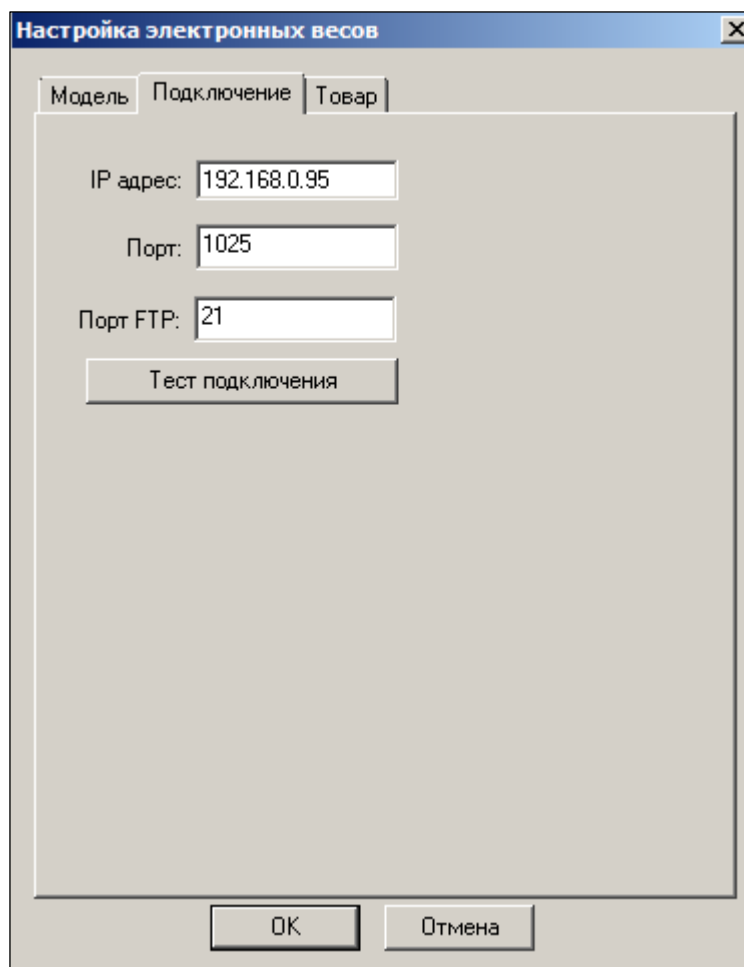 Настройка электронных весов
Модель Подключение Товар
IP адрес: 192.168.0.95
Порт: 1025
Порт FTP: 21
Тест подключения
OK Отмена